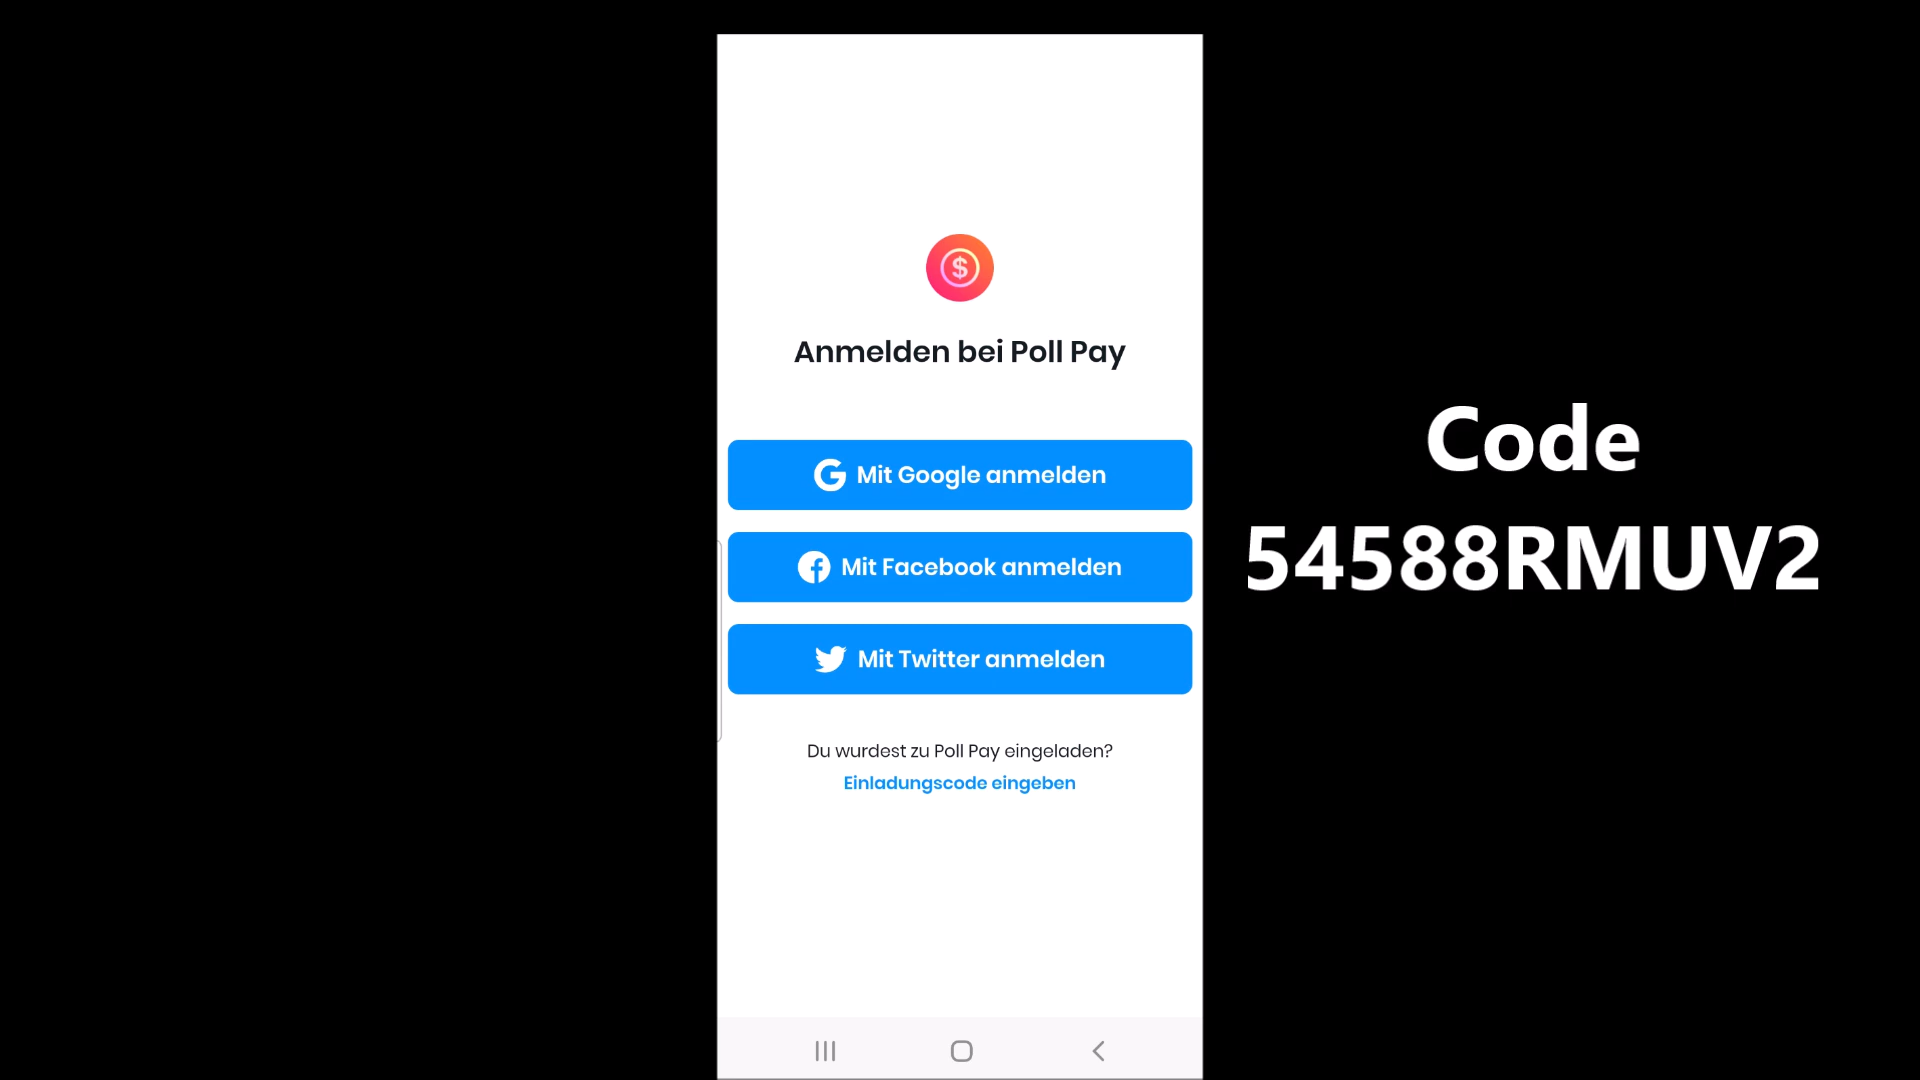 $
Anmelden bei Poll Pay
Mit Google anmelden
Mit Facebook anmelden
Mit Twitter anmelden
Du wurdest zu Poll Pay eingeladen?
Einladungscode eingeben
Code
54588RMUV2